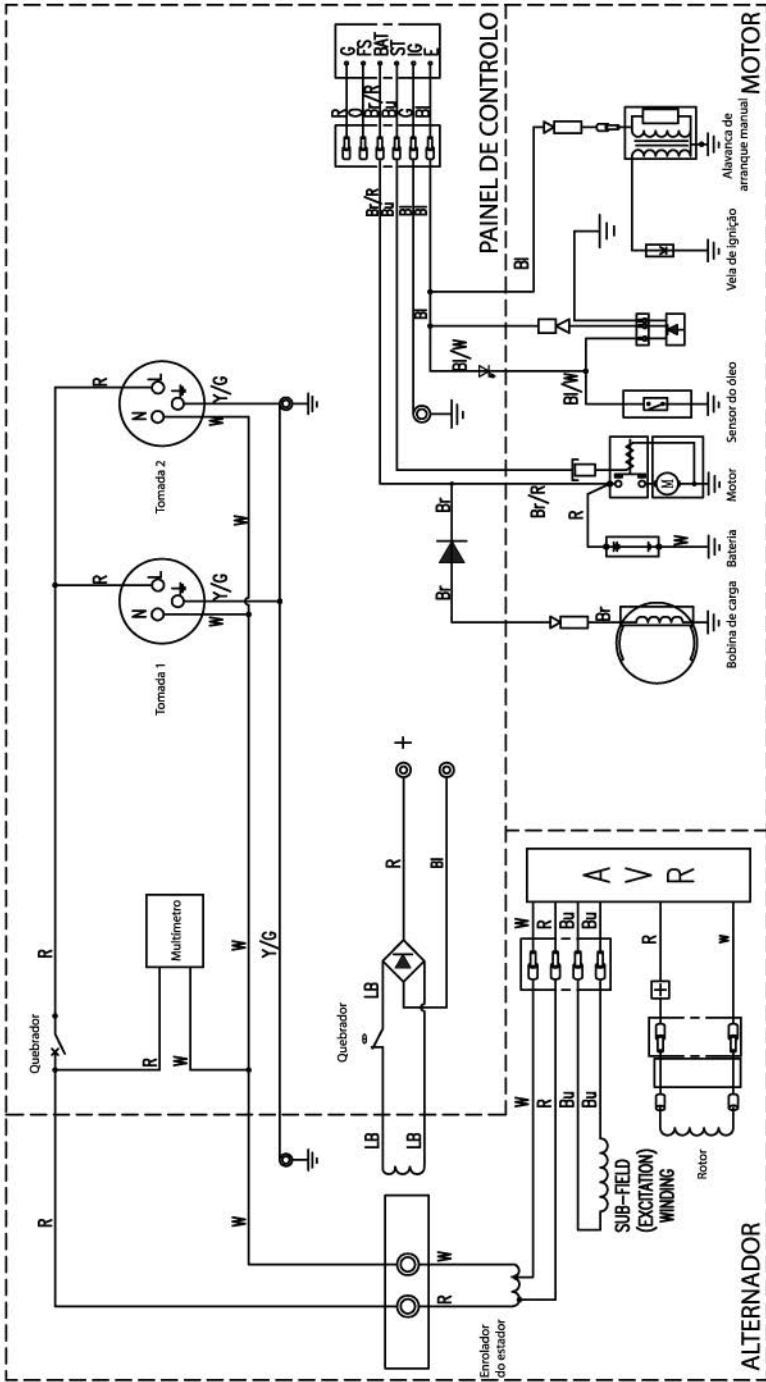 R
R
R
R
R
L
N
Y/G
W
Tomada 2
L
N
Y/G
W
Tomada 1
W
W
W
Y/G
Multímetro
R
W
Quebrador
Quebrador
LB
LB
LB
R
+
Bl
G
FS
BAT
ST
IG
E
R
O
Br/R
Bu
G
Bl
Br/R
Bu
Bl
Bl
PAINEL DE CONTROLO
Bl
Bl
Bl/W
Bl/W
Br
Br
Br/R
R
W
Br
M
MOTOR
Alavanca de
arranque manual
Vela de ignição
Sensor do óleo
Motor
Bateria
Bobina de carga
R
W
Enrolador
do estador
W
R
Bu
Bu
W
R
Bu
Bu
A V R
R
W
+
SUB-FIELD
(EXCITATION)
WINDING
Rotor
ALTERNADOR